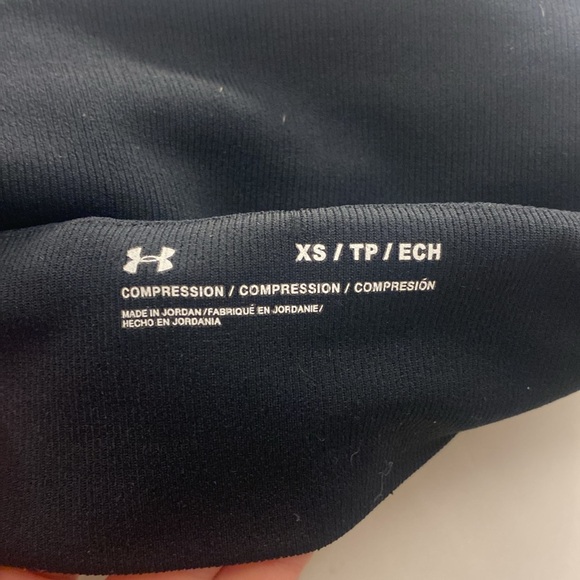 XS / TP / ECH
COMPRESSION / COMPRESSION / COMPRESIÓN
MADE IN JORDAN/FABRIQUÉ EN JORDANIE/
HECHO EN JORDANIA